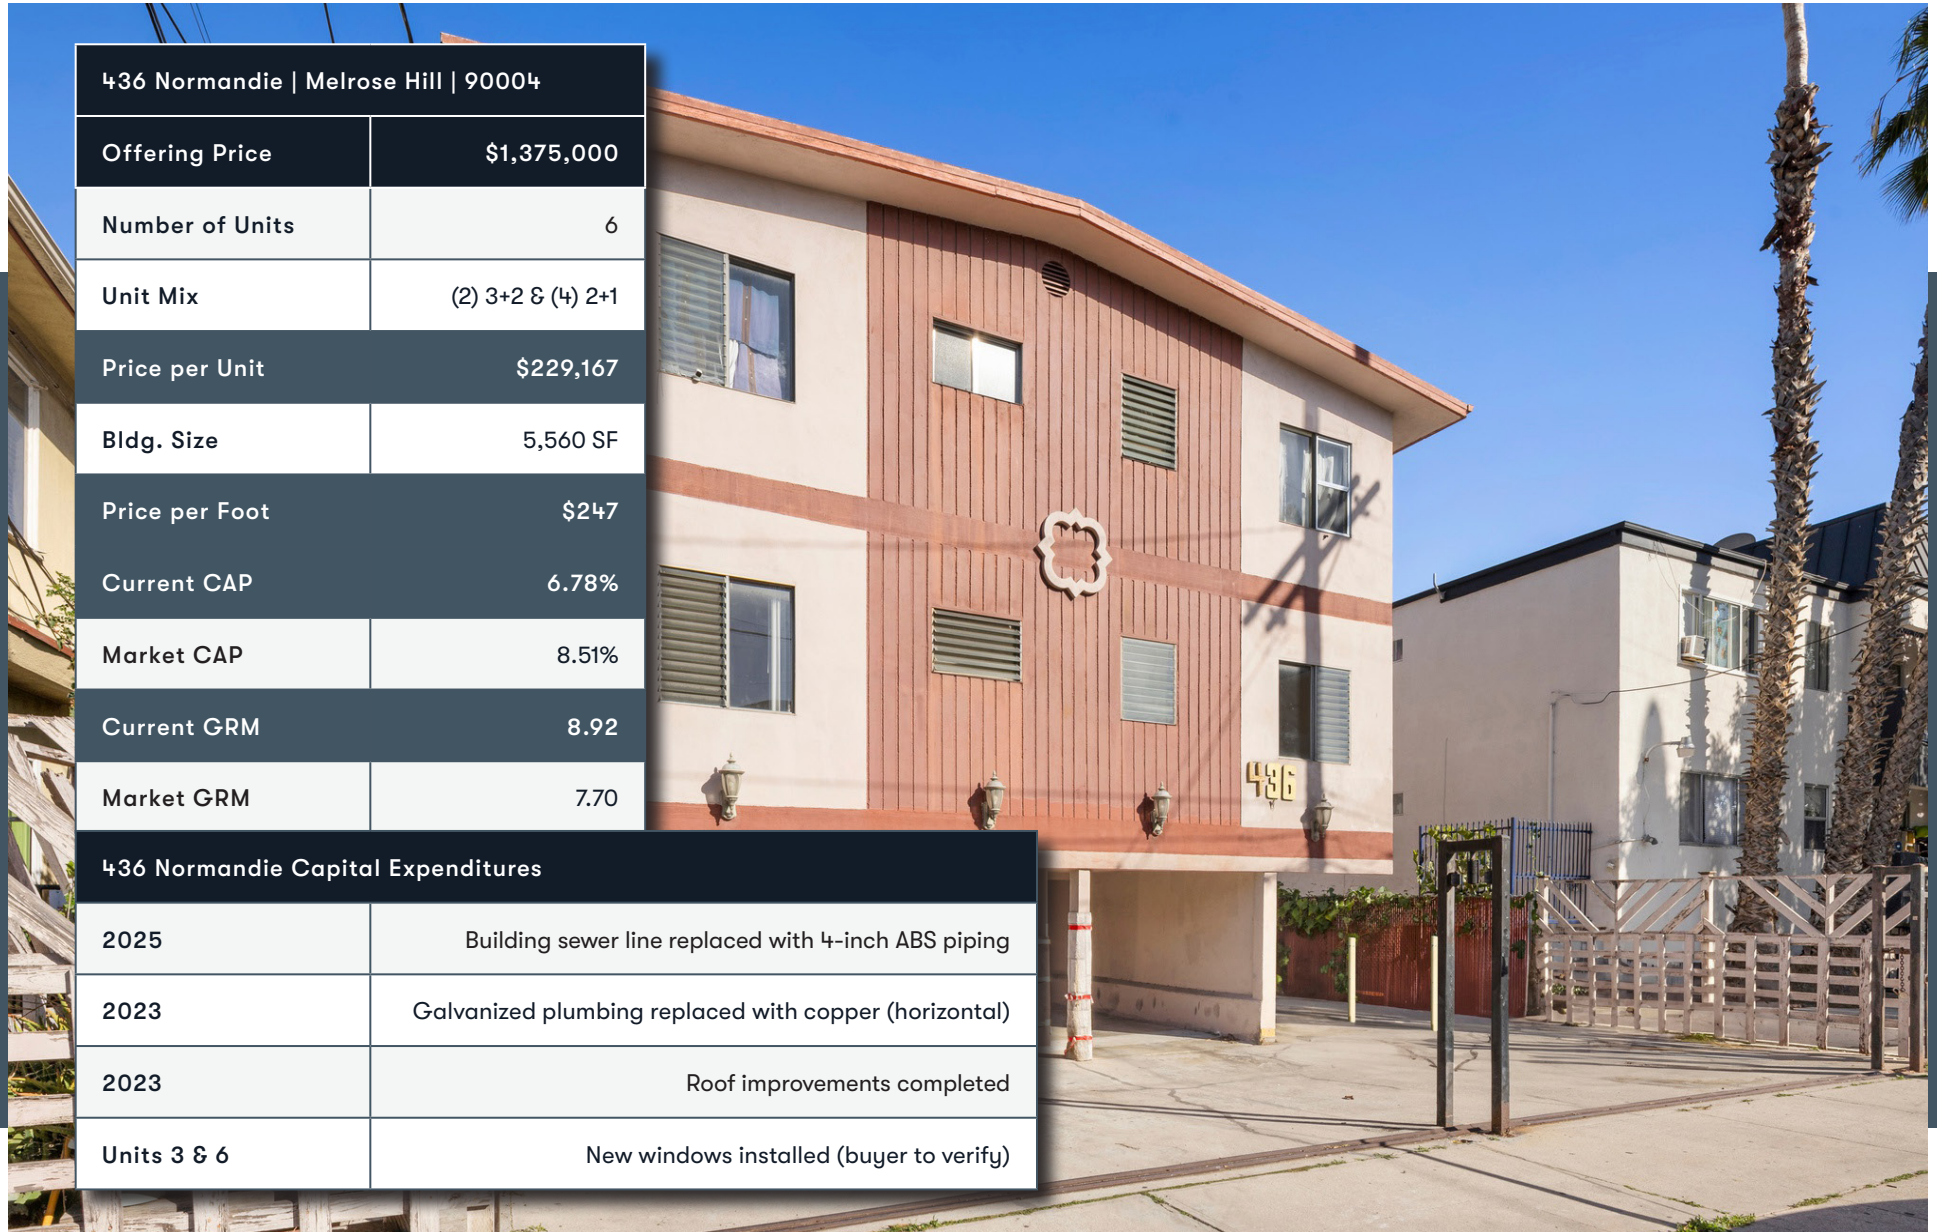 436 Normandie | Melrose Hill | 90004
Offering Price $1,375,000
Number of Units 6
Unit Mix (2) 3+2 & (4) 2+1
Price per Unit $229,167
Bldg. Size 5,560 SF
Price per Foot $247
Current CAP 6.78%
Market CAP 8.51%
Current GRM 8.92
Market GRM 7.70
436 Normandie Capital Expenditures
2025 Building sewer line replaced with 4-inch ABS piping
2023 Galvanized plumbing replaced with copper (horizontal)
2023 Roof improvements completed
Units 3 & 6 New windows installed (buyer to verify)
436